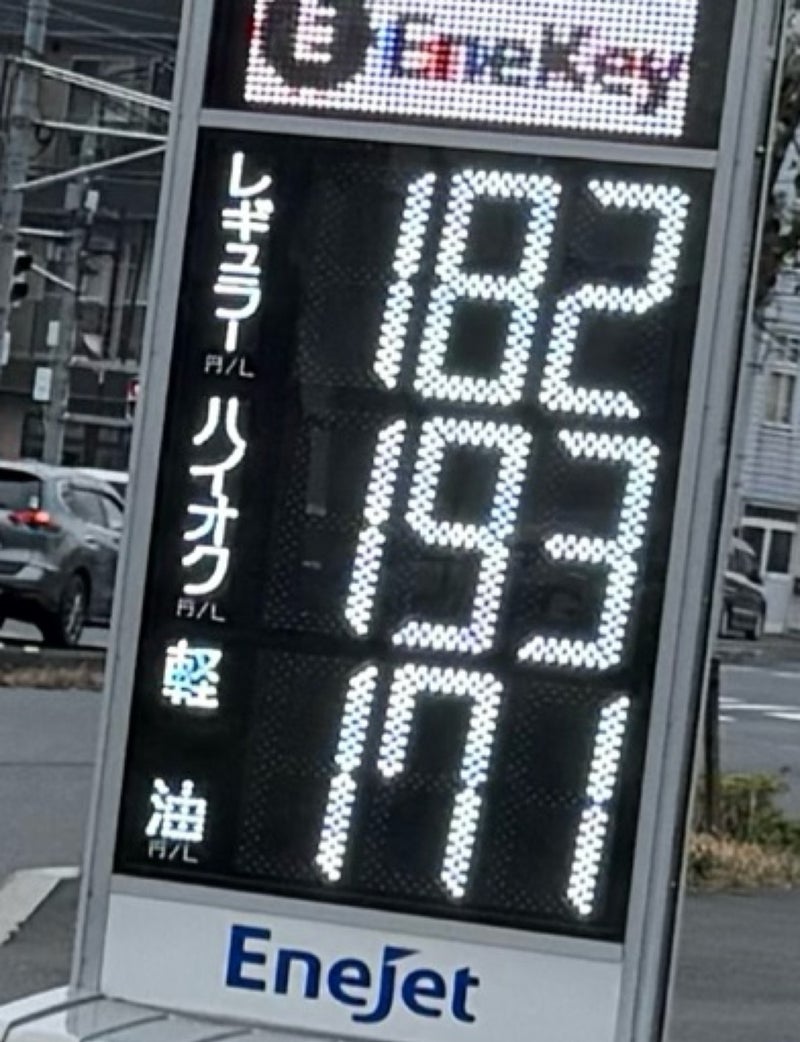 EneKey
レギュラー 182
円/L
ハイオク 193
円/L
軽油 171
円/L
Enejet